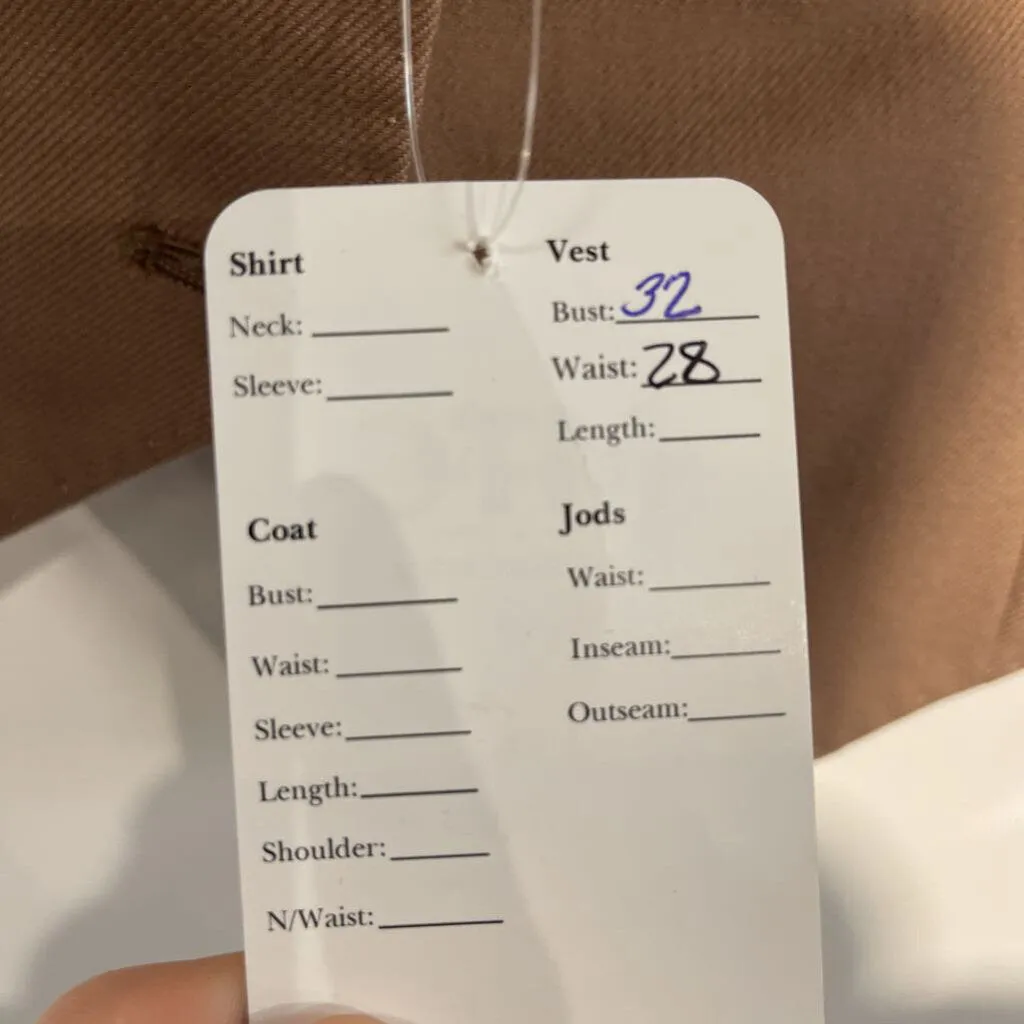 Shirt
Neck:
Sleeve:
Vest
Bust: 32
Waist: 28
Length:
Coat
Bust:
Waist:
Sleeve:
Length:
Shoulder:
N/Waist:
Jods
Waist:
Inseam:
Outseam: